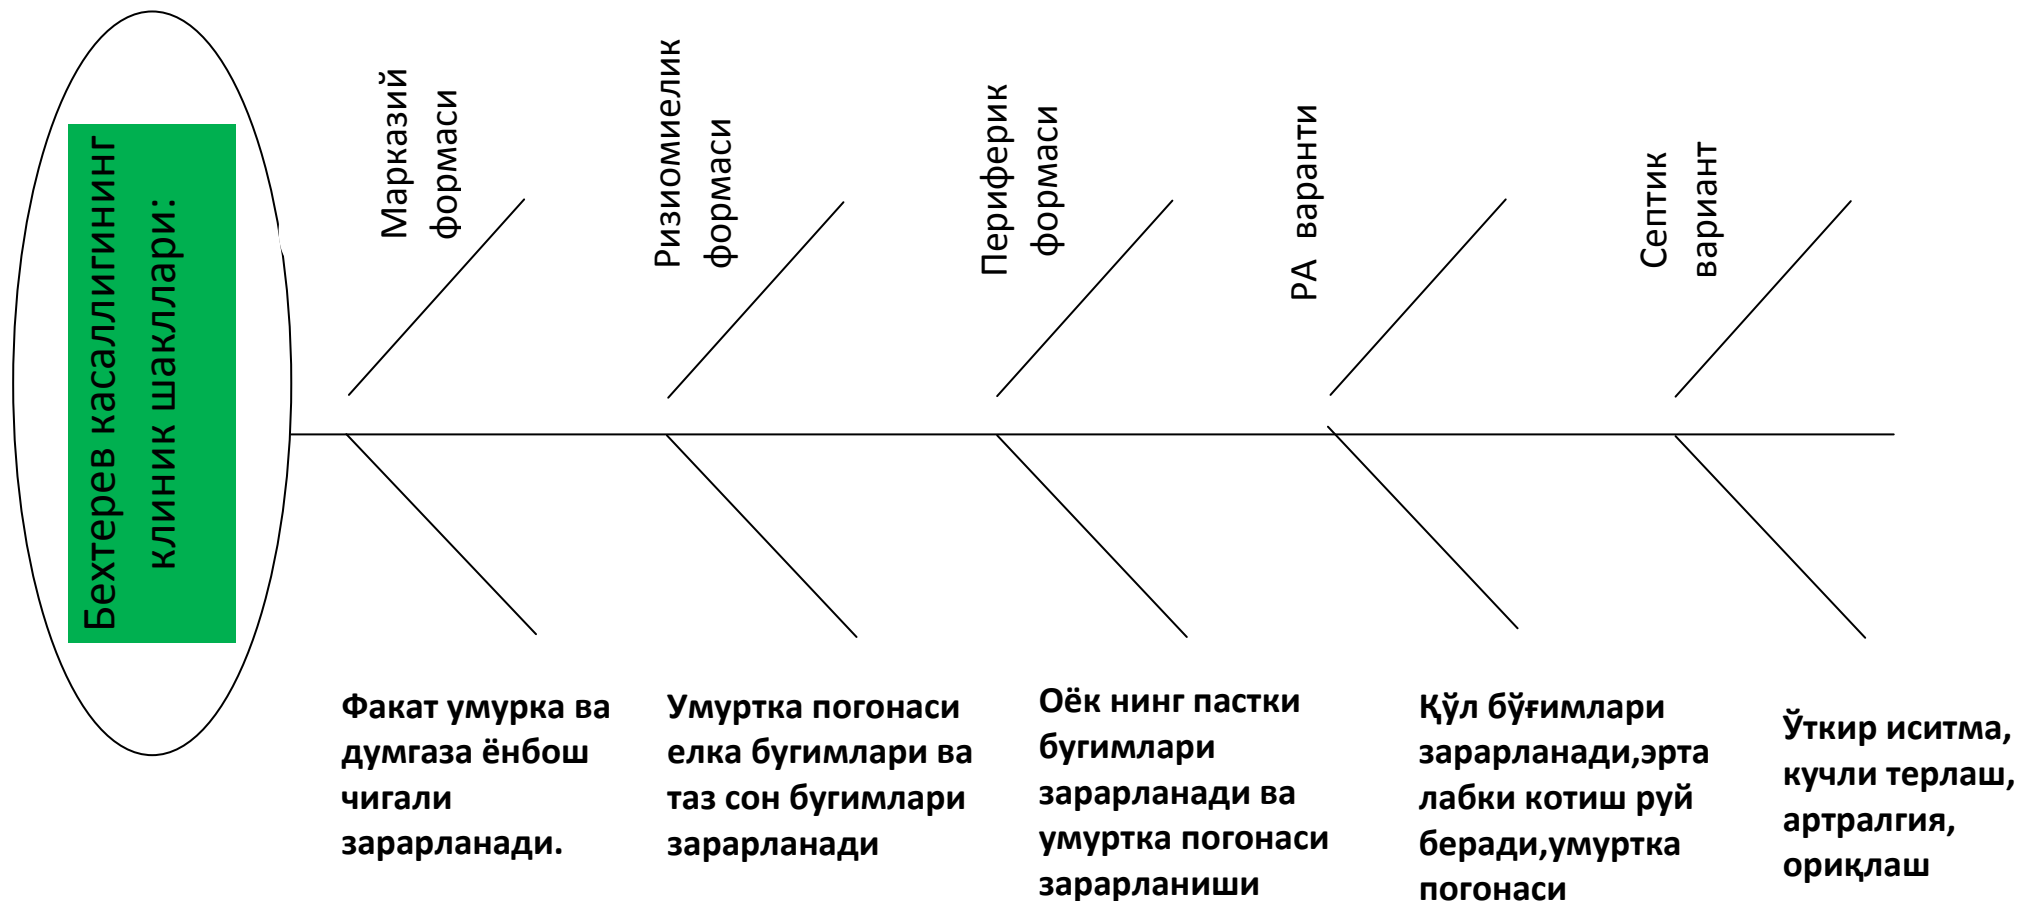 Бехтерев касаллигининг
клиник шакллари:
Марказий
формаси
Ризиомиелик
формаси
Периферик
формаси
РА варанти
Септик
вариант
Факат умурка ва
думгаза ёнбош
чигали
зарарланади.
Умуртка погонаси
елка бугимлари ва
таз сон бугимлари
зарарланади
Оёк нинг пастки
бугимлари
зарарланади ва
умуртка погонаси
зарарланиши
Қўл бўғимлари
зарарланади,эрта
лабки котиш руй
беради,умуртка
погонаси
Ўткир иситма,
кучли терлаш,
артралгия,
ориқлаш